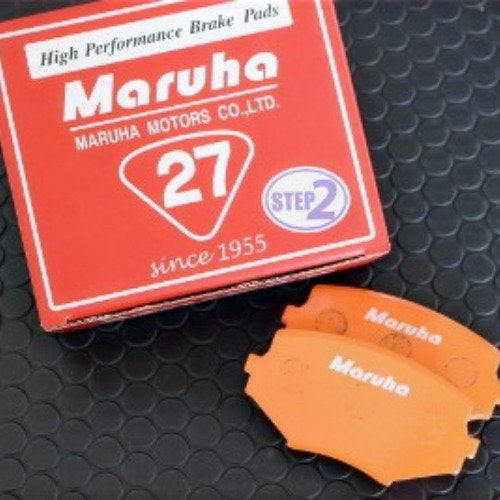 High Performance Brake Pads
Maruha
MARUHA MOTORS CO.,LTD.
27
STEP2
since 1955
Maruha
Maruha